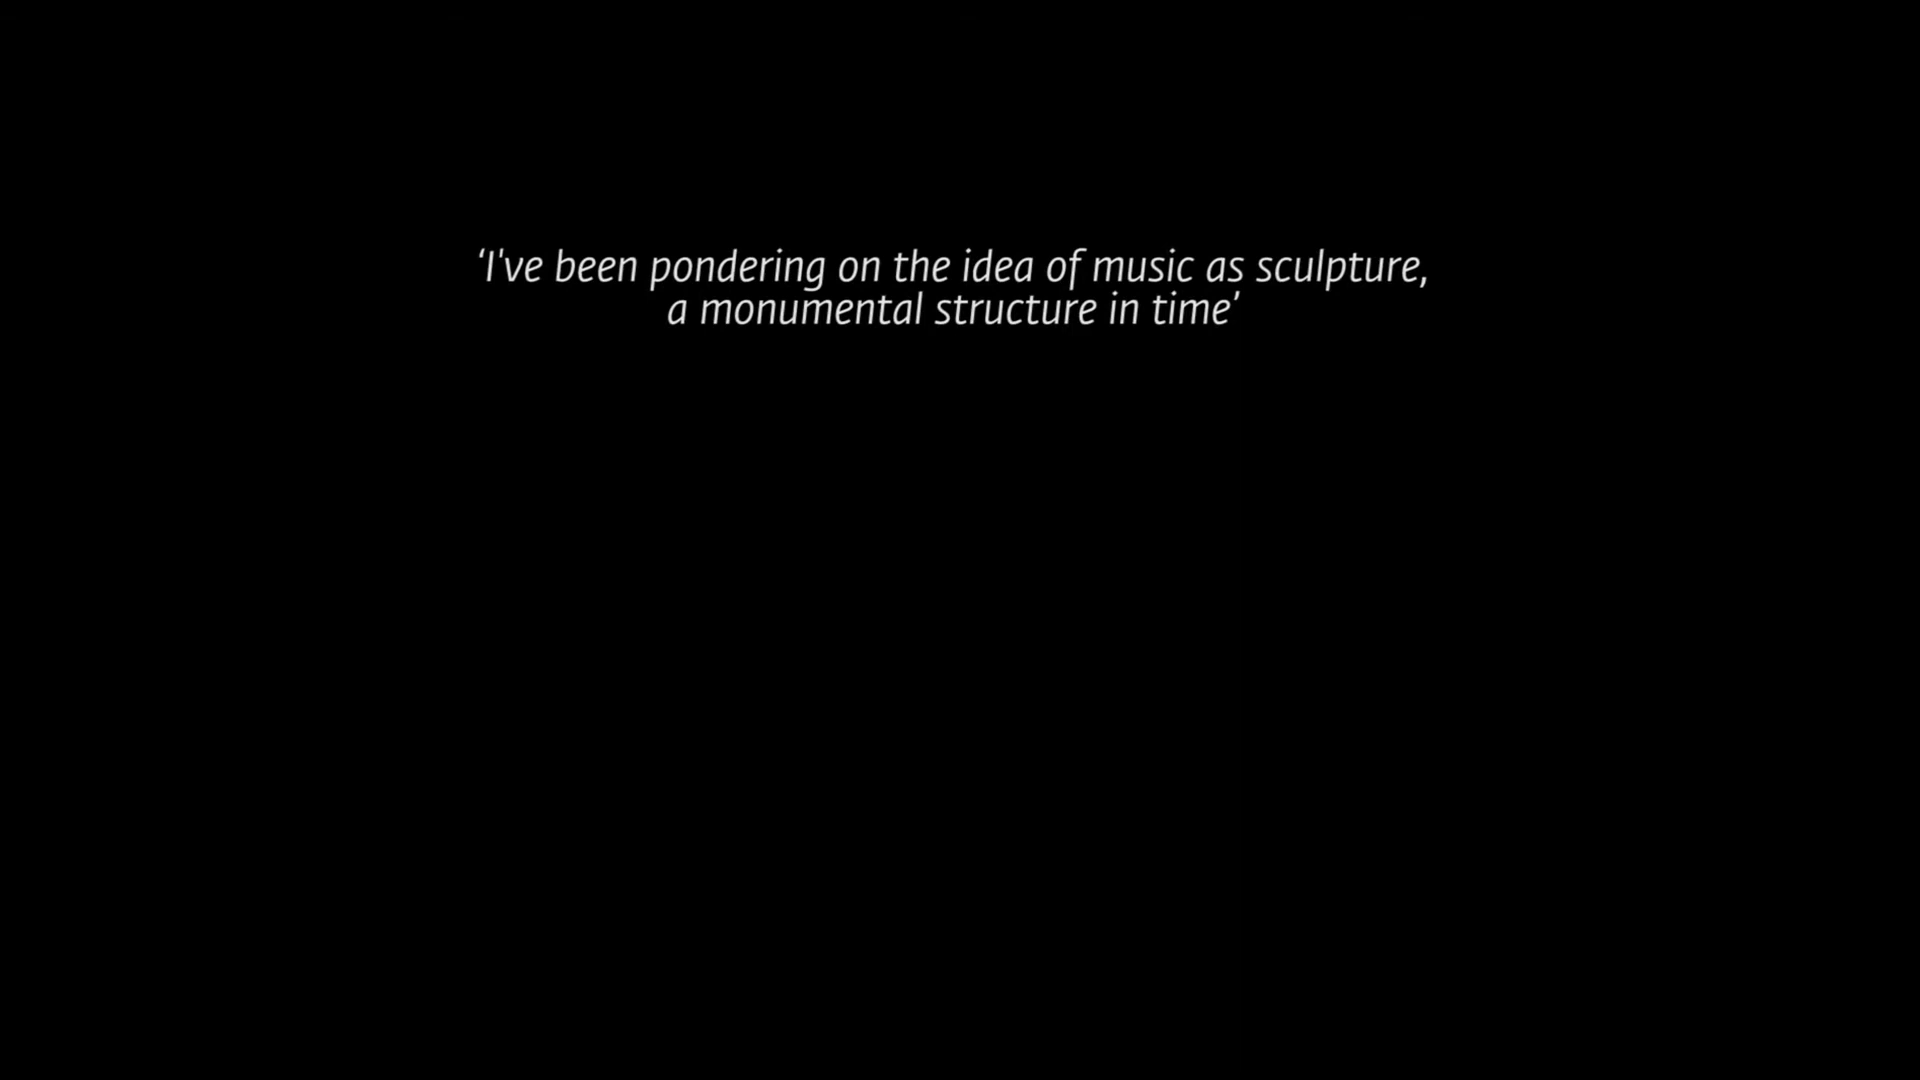 ‘I've been pondering on the idea of music as sculpture,
a monumental structure in time’